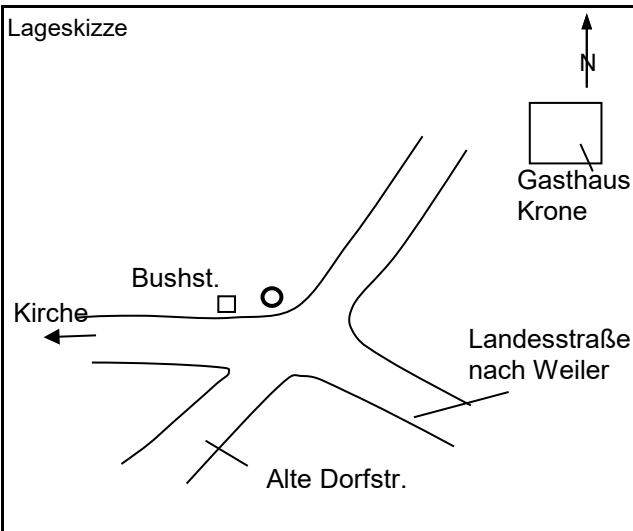 Lageskizze
N
Gasthaus
Krone
Bushst.
Kirche
Landesstraße
nach Weiler
Alte Dorfstr.